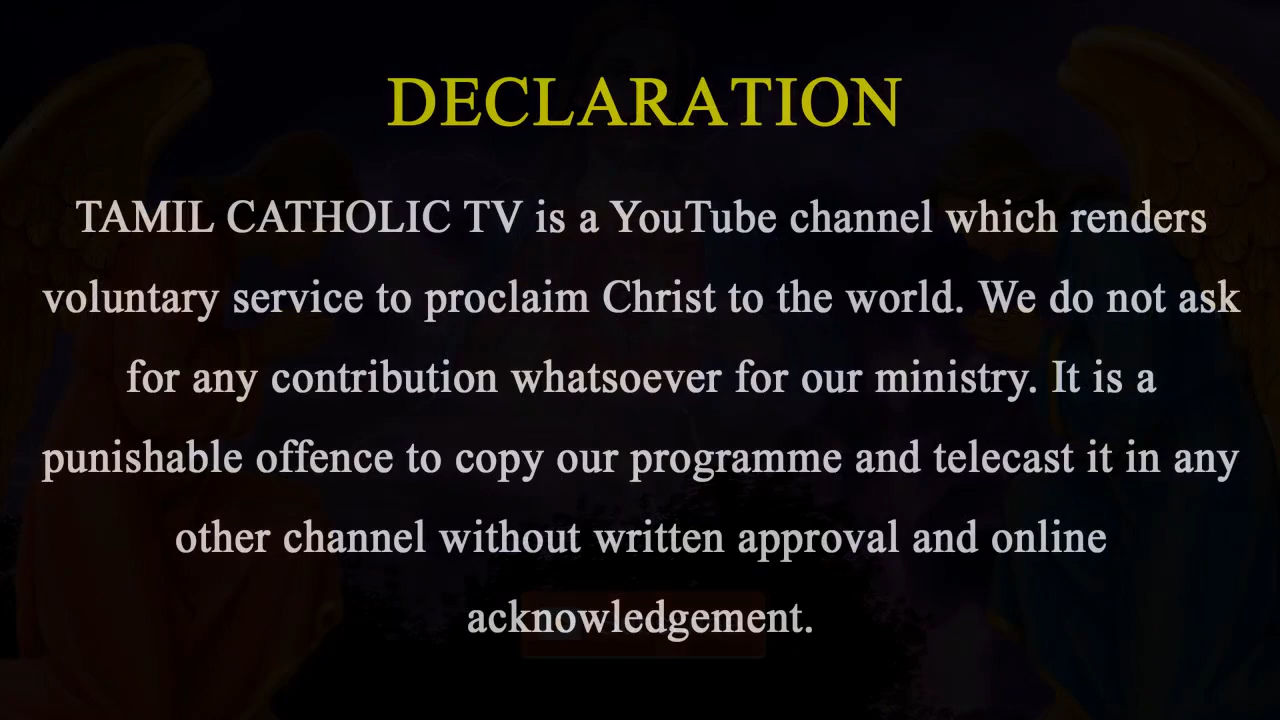 DECLARATION
TAMIL CATHOLIC TV is a YouTube channel which renders
voluntary service to proclaim Christ to the world. We do not ask
for any contribution whatsoever for our ministry. It is a
punishable offence to copy our programme and telecast it in any
other channel without written approval and online
acknowledgement.